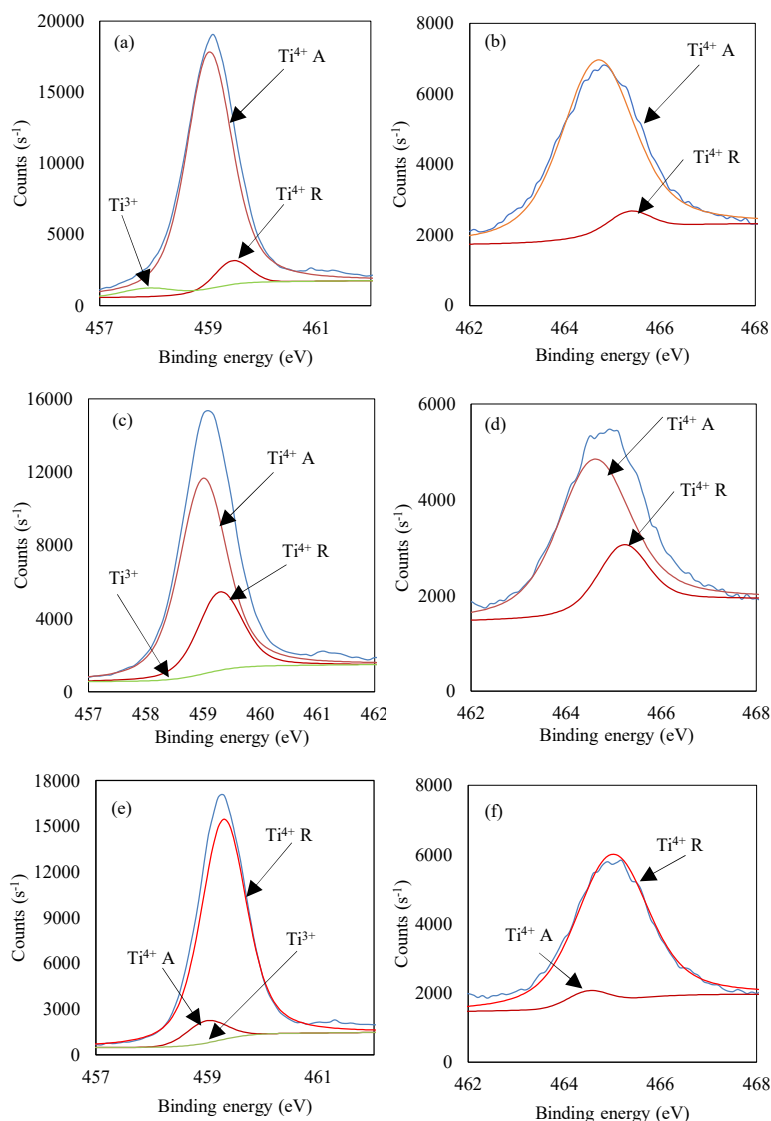 (a)
Counts (s⁻¹)
20000
15000
10000
5000
0
Ti⁴⁺ A
Ti⁴⁺ R
Ti³⁺
457 459 461
Binding energy (eV)
(b)
Counts (s⁻¹)
8000
6000
4000
2000
0
Ti⁴⁺ A
Ti⁴⁺ R
462 464 466 468
Binding energy (eV)
(c)
Counts (s⁻¹)
16000
12000
8000
4000
0
Ti⁴⁺ A
Ti⁴⁺ R
Ti³⁺
457 458 459 460 461 462
Binding energy (eV)
(d)
Counts (s⁻¹)
6000
4000
2000
0
Ti⁴⁺ A
Ti⁴⁺ R
462 464 466 468
Binding energy (eV)
(e)
Counts (s⁻¹)
18000
15000
12000
9000
6000
3000
0
Ti⁴⁺ R
Ti⁴⁺ A
Ti³⁺
457 459 461
Binding energy (eV)
(f)
Counts (s⁻¹)
8000
6000
4000
2000
0
Ti⁴⁺ R
Ti⁴⁺ A
462 464 466 468
Binding energy (eV)